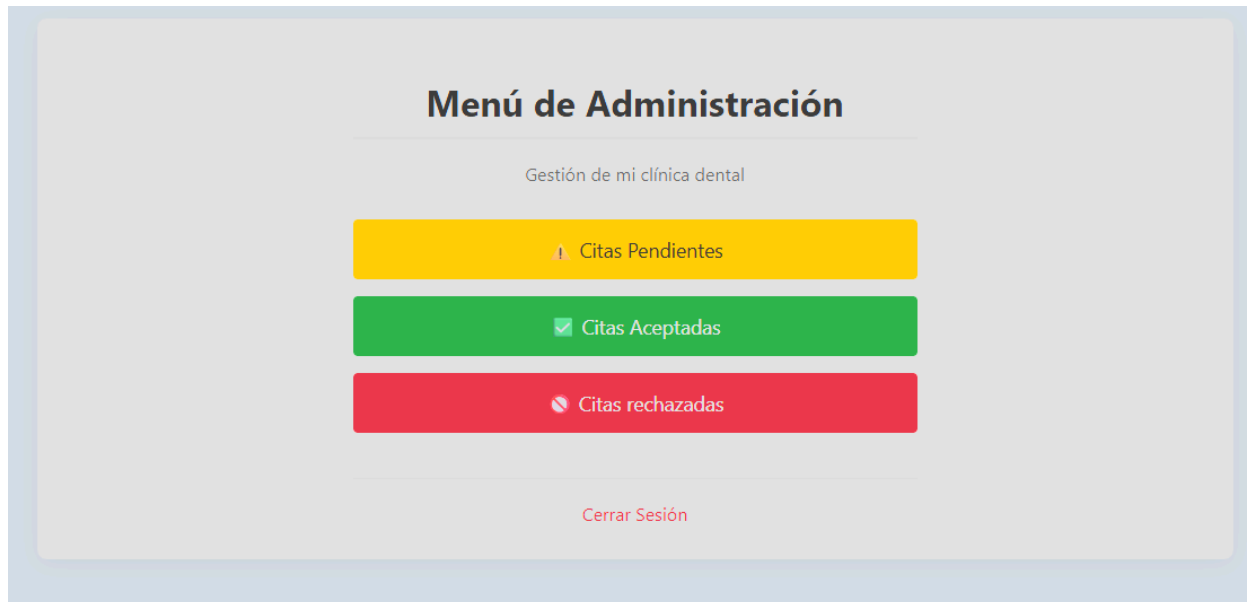 Menú de Administración
Gestión de mi clínica dental
⚠️ Citas Pendientes
✅ Citas Aceptadas
🚫 Citas rechazadas
Cerrar Sesión